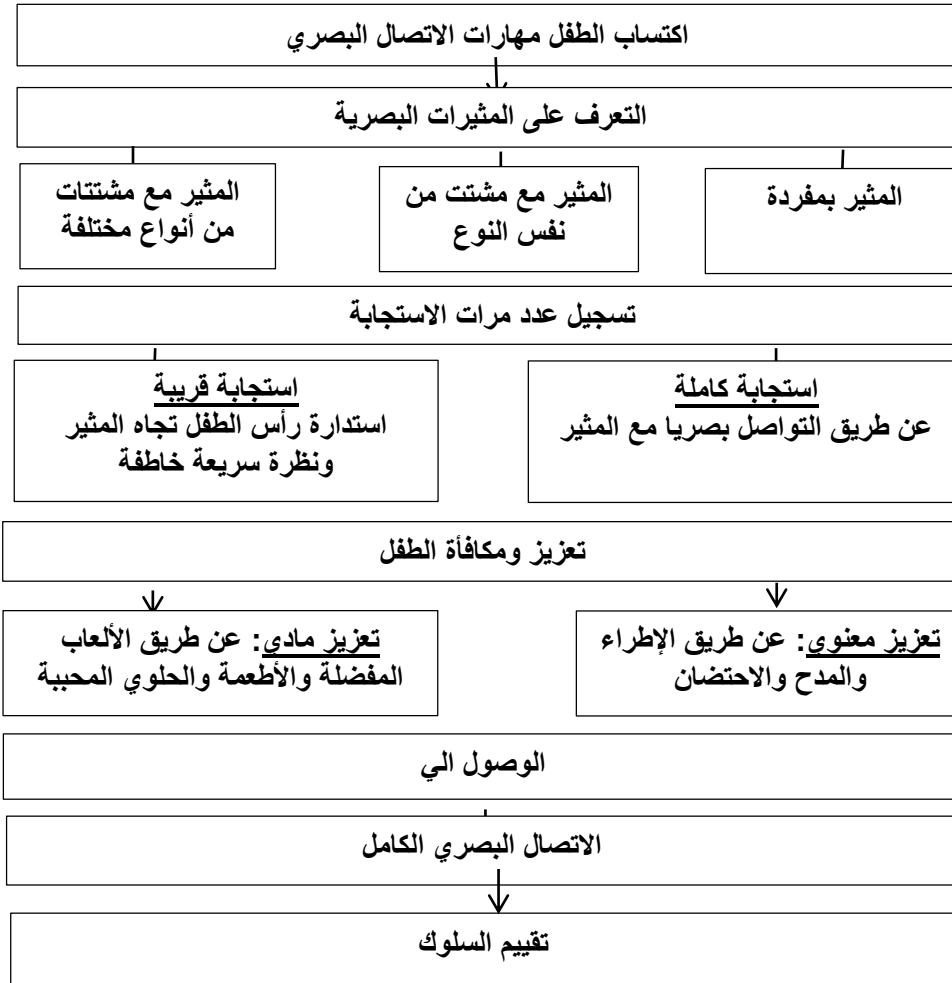 اكتساب الطفل مهارات الاتصال البصري
التعرف على المثيرات البصرية
المثير بمفردة
المثير مع مشتت من
نفس النوع
المثير مع مشتتات
من أنواع مختلفة
تسجيل عدد مرات الاستجابة
استجابة كاملة
عن طريق التواصل بصريا مع المثير
استجابة قريبة
استدارة رأس الطفل تجاه المثير
ونظرة سريعة خاطفة
تعزيز ومكافأة الطفل
تعزيز معنوي: عن طريق الإطراء
والمدح والاحتضان
تعزيز مادي: عن طريق الألعاب
المفضلة والأطعمة والحلوي المحببة
الوصول الي
الاتصال البصري الكامل
تقييم السلوك